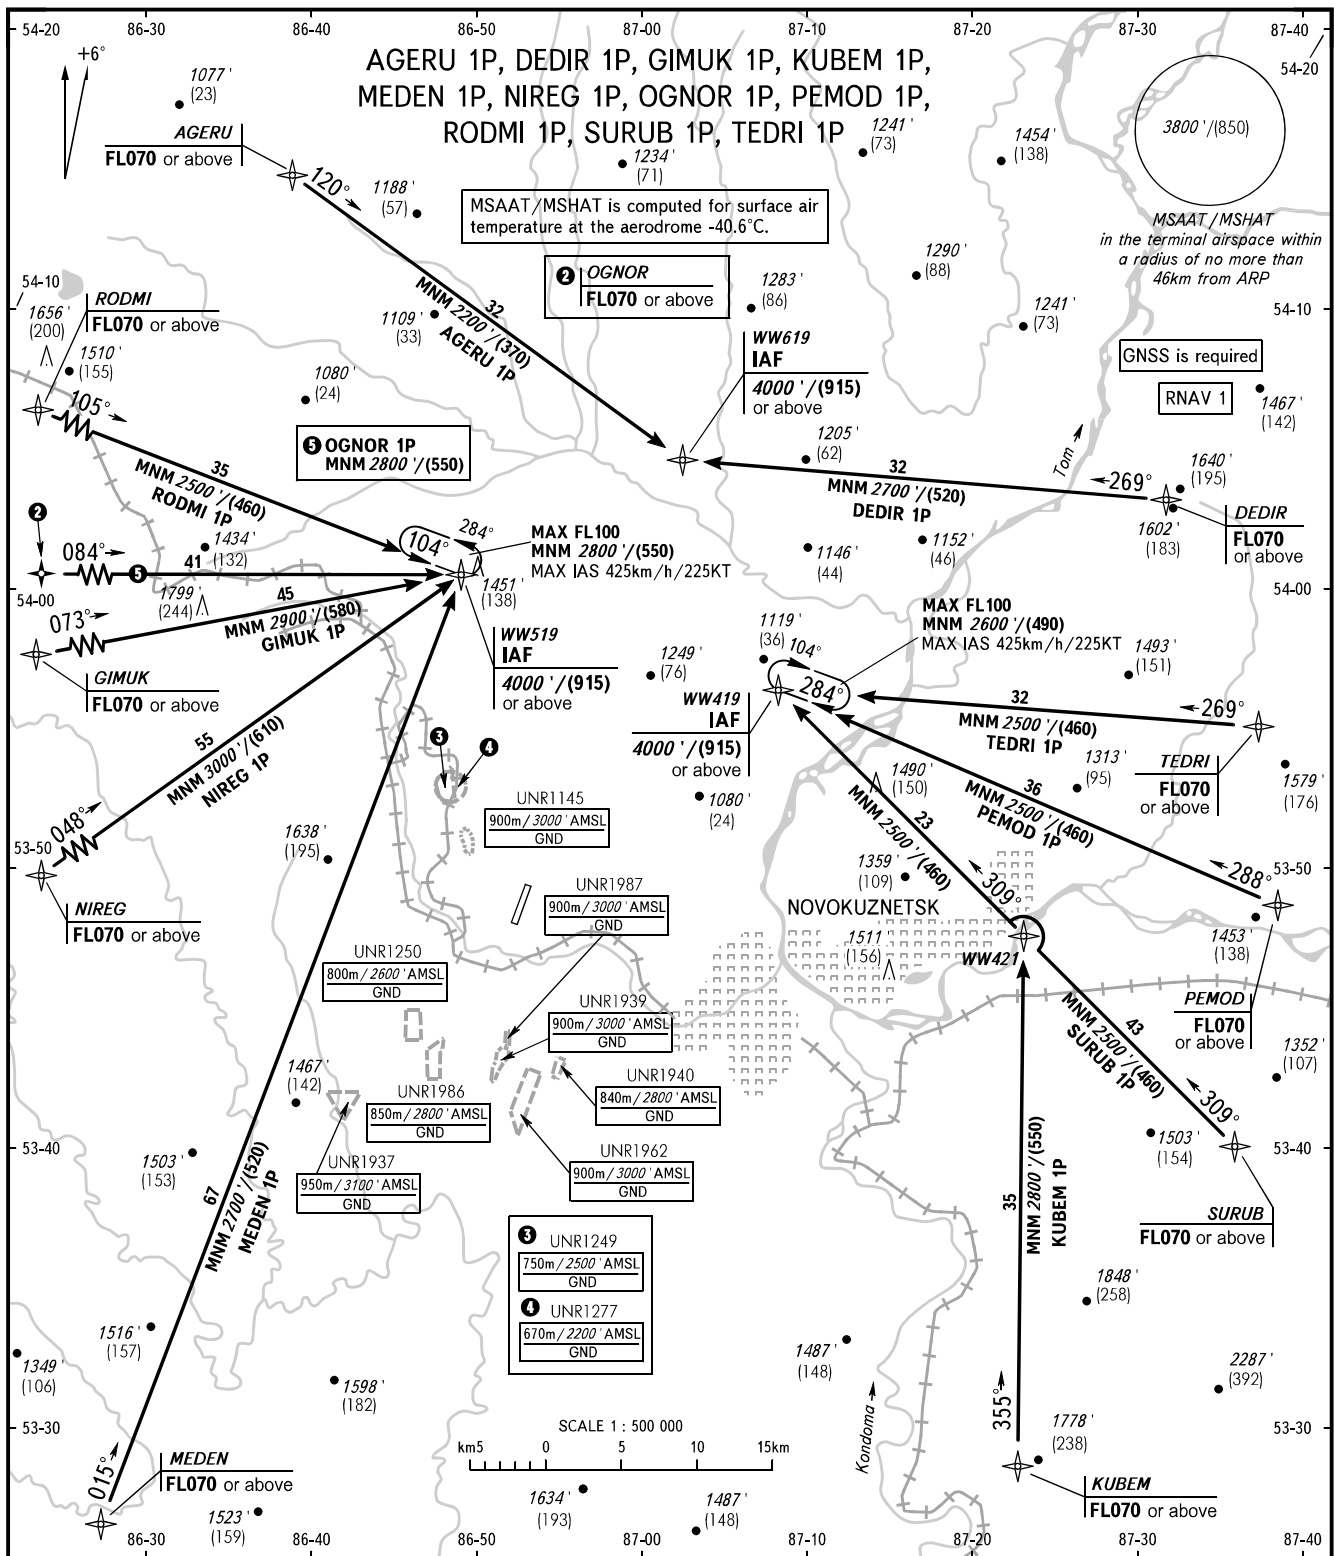 54-20
86-30
86-40
86-50
87-00
87-10
87-20
87-30
87-40
54-20
+6°
AGERU 1P, DEDIR 1P, GIMUK 1P, KUBEM 1P,
MEDEN 1P, NIREG 1P, OGNOR 1P, PEMOD 1P,
RODMI 1P, SURUB 1P, TEDRI 1P
1077'
(23)
AGERU
FL070 or above
120°
1188'
(57)
1234'
(71)
1241'
(73)
1454'
(138)
3800'/(850)
MSAAT/MSHAT
in the terminal airspace within
a radius of no more than
46km from ARP
MSAAT/MSHAT is computed for surface air
temperature at the aerodrome -40.6°C.
2 OGNOR
FL070 or above
1290'
(88)
1283'
(86)
1241'
(73)
54-10
54-10
1656'
(200)
RODMI
FL070 or above
1510'
(155)
1109'
(33)
32
MNM 2200'/(370)
AGERU 1P
WW619
IAF
4000'/(915)
or above
GNSS is required
RNAV 1
1467'
(142)
1080'
(24)
105°
5 OGNOR 1P
MNM 2800'/(550)
35
MNM 2500'/(460)
RODMI 1P
1205'
(62)
Tom
32
MNM 2700'/(520)
DEDIR 1P
269°
1640'
(195)
1602'
(183)
DEDIR
FL070
or above
2
084°
5
41
1434'
(132)
104°
284°
MAX FL100
MNM 2800'/(550)
MAX IAS 425km/h/225KT
1451'
(138)
1146'
(44)
1152'
(46)
54-00
54-00
1799'
(244)
073°
45
MNM 2900'/(580)
GIMUK 1P
GIMUK
FL070 or above
WW519
IAF
4000'/(915)
or above
1249'
(76)
1119'
(36)
104°
284°
MAX FL100
MNM 2600'/(490)
MAX IAS 425km/h/225KT
1493'
(151)
WW419
IAF
4000'/(915)
or above
32
MNM 2500'/(460)
TEDRI 1P
269°
TEDRI
FL070
or above
1313'
(95)
1579'
(176)
55
MNM 3000'/(610)
NIREG 1P
048°
3
4
UNR1145
900m/3000'AMSL
GND
1080'
(24)
1490'
(150)
23
MNM 2500'/(460)
309°
36
MNM 2500'/(460)
PEMOD 1P
288°
53-50
53-50
1638'
(195)
1359'
(109)
NIREG
FL070 or above
UNR1987
900m/3000'AMSL
GND
NOVOKUZNETSK
1511'
(156)
WW421
1453'
(138)
PEMOD
FL070
or above
UNR1250
800m/2600'AMSL
GND
UNR1939
900m/3000'AMSL
GND
43
MNM 2500'/(460)
SURUB 1P
309°
1352'
(107)
1467'
(142)
UNR1986
850m/2800'AMSL
GND
UNR1940
840m/2800'AMSL
GND
53-40
53-40
1503'
(153)
UNR1937
950m/3100'AMSL
GND
UNR1962
900m/3000'AMSL
GND
1503'
(154)
67
MNM 2700'/(520)
MEDEN 1P
35
MNM 2800'/(550)
KUBEM 1P
SURUB
FL070 or above
3 UNR1249
750m/2500'AMSL
GND
4 UNR1277
670m/2200'AMSL
GND
1848'
(258)
1516'
(157)
1349'
(106)
1598'
(182)
1487'
(148)
2287'
(392)
Kondoma
355°
53-30
53-30
SCALE 1 : 500 000
km5 0 5 10 15km
1778'
(238)
015°
MEDEN
FL070 or above
KUBEM
FL070 or above
1523'
(159)
1634'
(193)
1487'
(148)
86-30
86-40
86-50
87-00
87-10
87-20
87-30
87-40